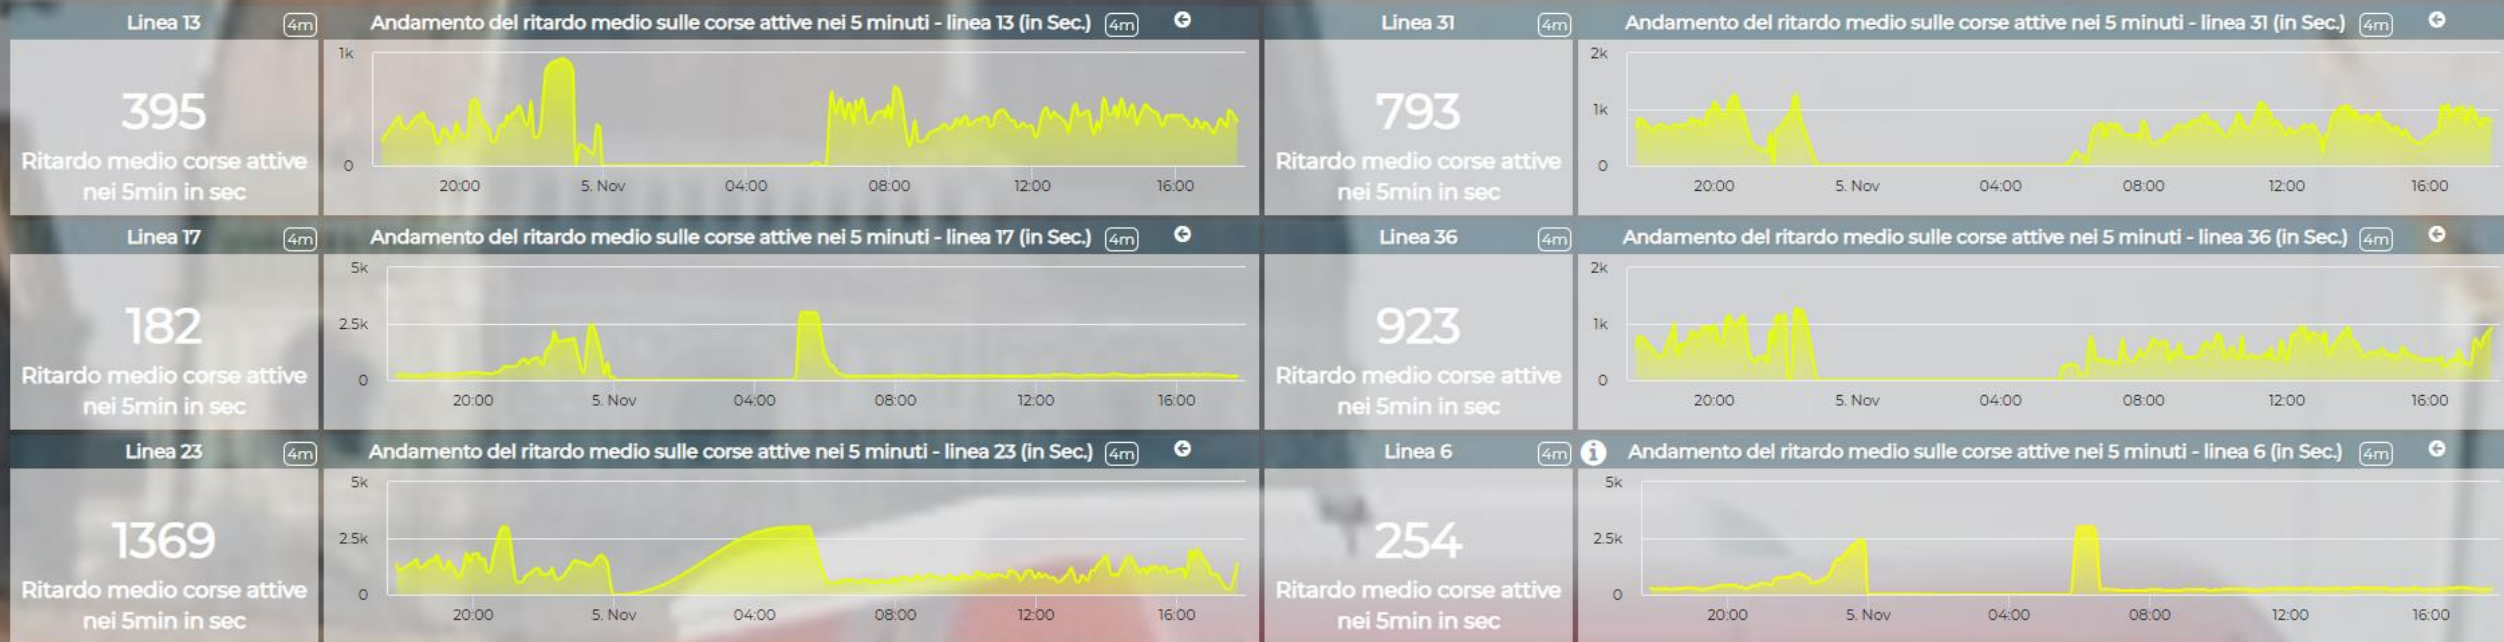 Linea 13 4m
Andamento del ritardo medio sulle corse attive nei 5 minuti - linea 13 (in Sec.) 4m
395
Ritardo medio corse attive
nei 5min in sec
1k
0
20:00 5. Nov 04:00 08:00 12:00 16:00
Linea 31 4m
Andamento del ritardo medio sulle corse attive nei 5 minuti - linea 31 (in Sec.) 4m
793
Ritardo medio corse attive
nei 5min in sec
2k
1k
0
20:00 5. Nov 04:00 08:00 12:00 16:00
Linea 17 4m
Andamento del ritardo medio sulle corse attive nei 5 minuti - linea 17 (in Sec.) 4m
182
Ritardo medio corse attive
nei 5min in sec
5k
2.5k
0
20:00 5. Nov 04:00 08:00 12:00 16:00
Linea 36 4m
Andamento del ritardo medio sulle corse attive nei 5 minuti - linea 36 (in Sec.) 4m
923
Ritardo medio corse attive
nei 5min in sec
2k
1k
0
20:00 5. Nov 04:00 08:00 12:00 16:00
Linea 23 4m
Andamento del ritardo medio sulle corse attive nei 5 minuti - linea 23 (in Sec.) 4m
1369
Ritardo medio corse attive
nei 5min in sec
5k
2.5k
0
20:00 5. Nov 04:00 08:00 12:00 16:00
Linea 6 4m
i Andamento del ritardo medio sulle corse attive nei 5 minuti - linea 6 (in Sec.) 4m
254
Ritardo medio corse attive
nei 5min in sec
5k
2.5k
0
20:00 5. Nov 04:00 08:00 12:00 16:00